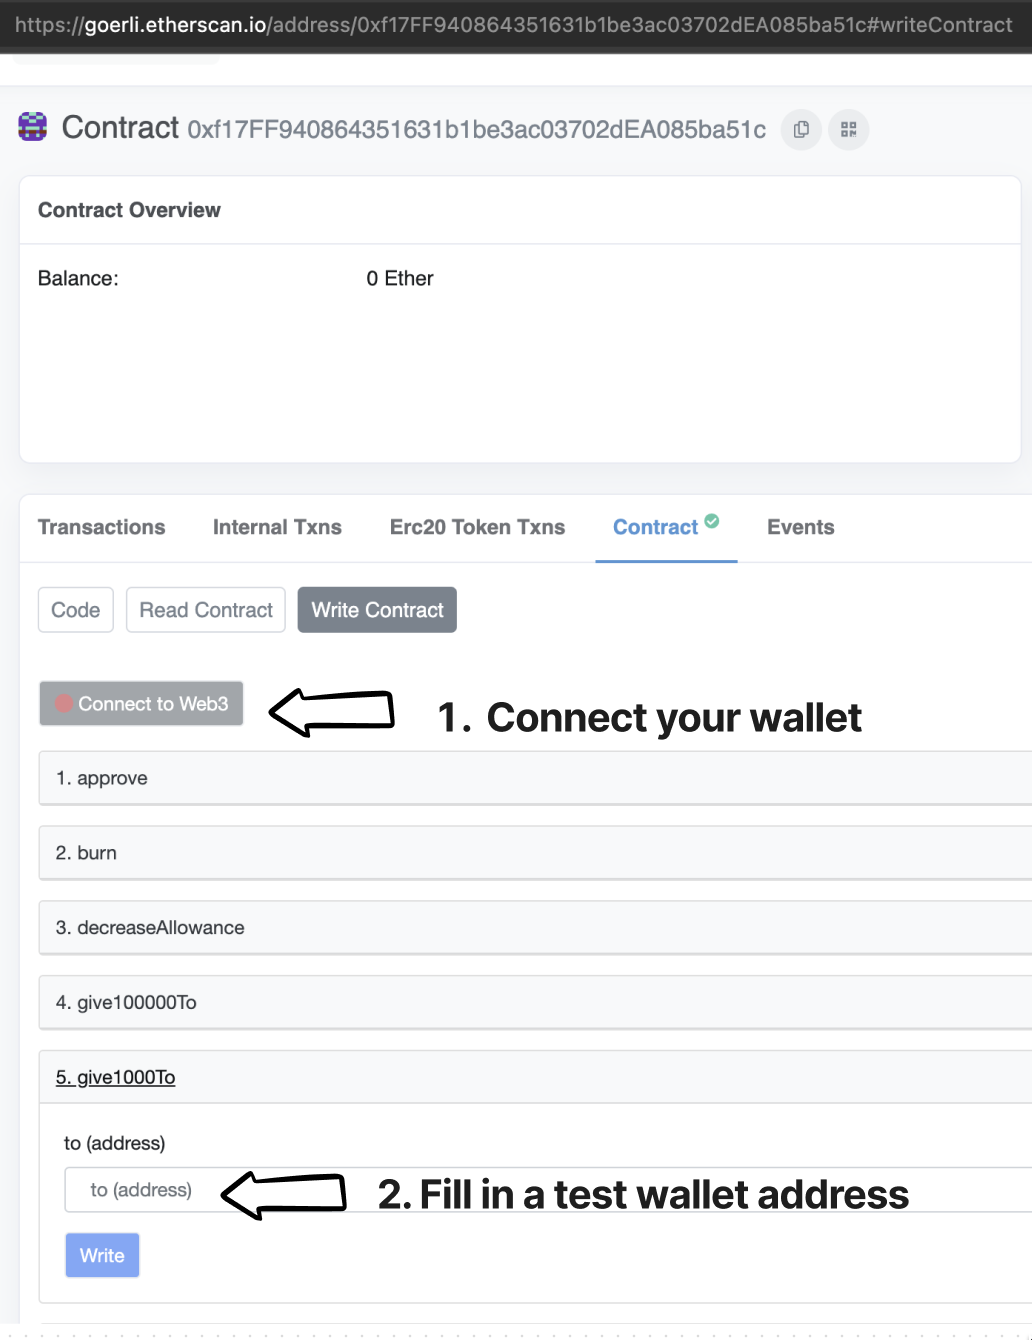 https://goerli.etherscan.io/address/0xf17FF940864351631b1be3ac03702dEA085ba51c#writeContract
Contract 0xf17FF940864351631b1be3ac03702dEA085ba51c
Contract Overview
Balance: 0 Ether
Transactions Internal Txns Erc20 Token Txns Contract Events
Code Read Contract Write Contract
Connect to Web3 1. Connect your wallet
1. approve
2. burn
3. decreaseAllowance
4. give100000To
5. give1000To
to (address)
to (address) 2. Fill in a test wallet address
Write